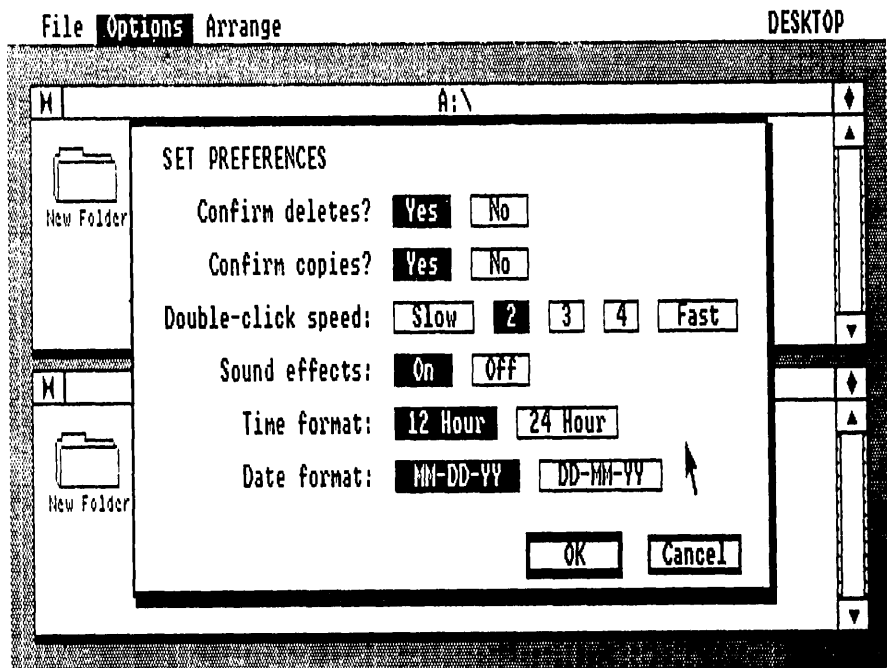 File Options Arrange DESKTOP
A:\
New Folder
SET PREFERENCES
Confirm deletes? Yes No
Confirm copies? Yes No
Double-click speed: Slow 2 3 4 Fast
Sound effects: On Off
Time format: 12 Hour 24 Hour
Date format: MM-DD-YY DD-MM-YY
New Folder
OK Cancel